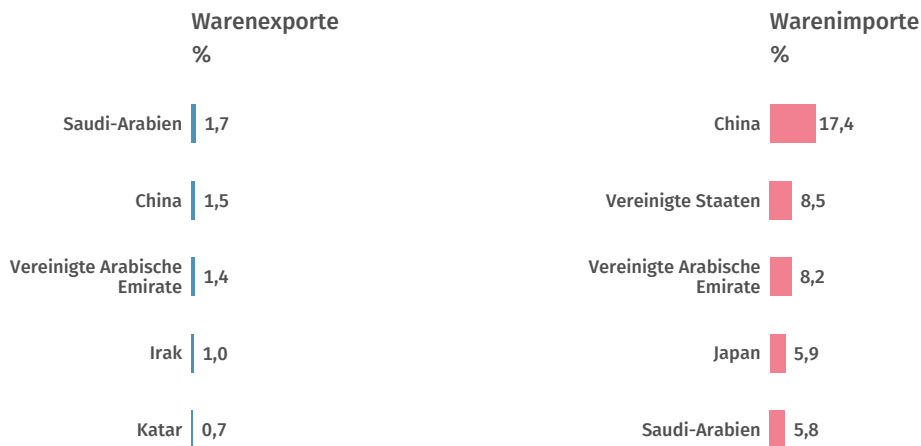 Warenexporte
%
Saudi-Arabien 1,7
China 1,5
Vereinigte Arabische
Emirate 1,4
Irak 1,0
Katar 0,7
Warenimporte
%
China 17,4
Vereinigte Staaten 8,5
Vereinigte Arabische
Emirate 8,2
Japan 5,9
Saudi-Arabien 5,8